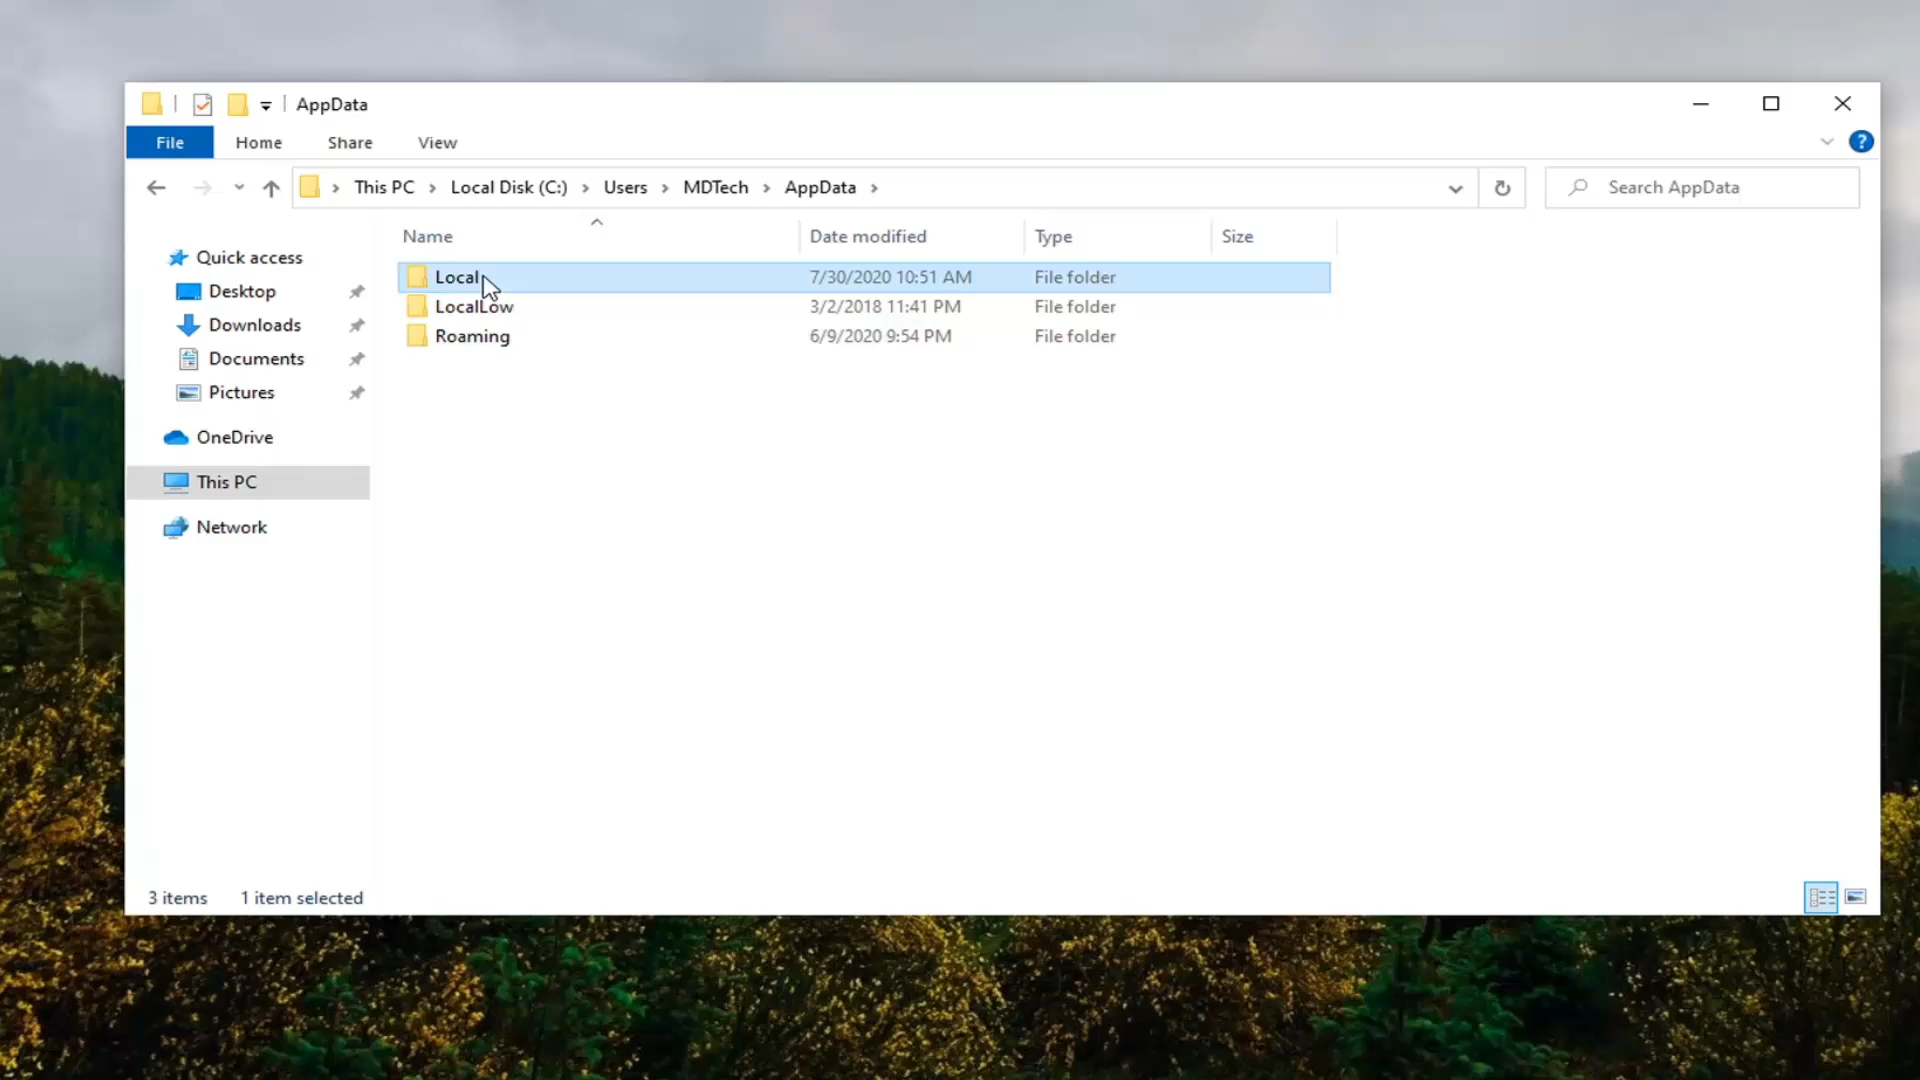 AppData
File Home Share View
This PC Local Disk (C:) Users MDTech AppData
Search AppData
Name Date modified Type Size
Quick access
Desktop
Downloads
Documents
Pictures
OneDrive
This PC
Network
Local 7/30/2020 10:51 AM File folder
LocalLow 3/2/2018 11:41 PM File folder
Roaming 6/9/2020 9:54 PM File folder
3 items 1 item selected